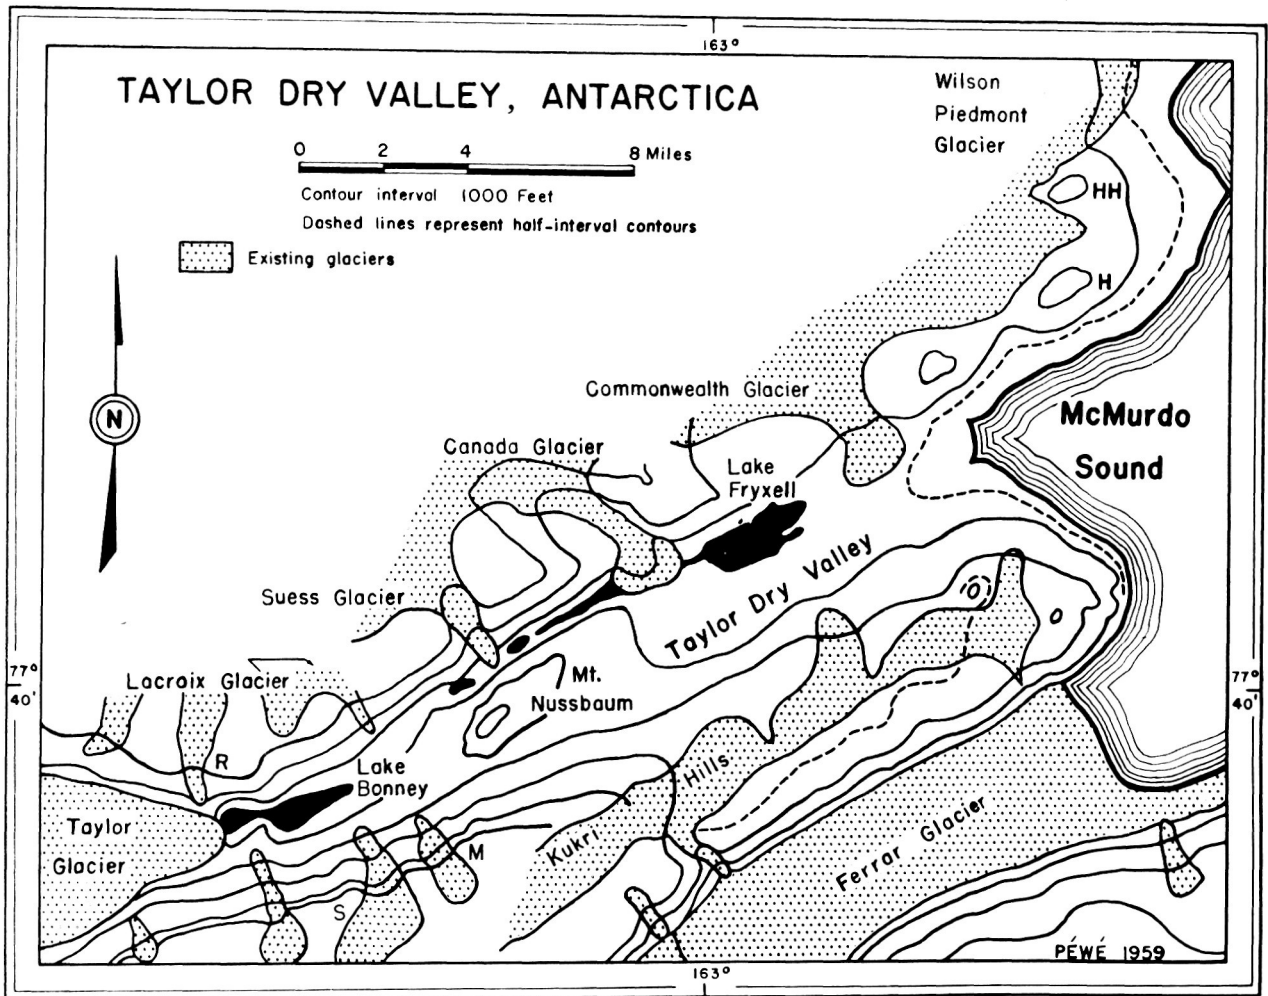 163°
TAYLOR DRY VALLEY, ANTARCTICA
0 2 4 8 Miles
Contour interval 1000 Feet
Dashed lines represent half-interval contours
Existing glaciers
Wilson
Piedmont
Glacier
HH
H
N
Commonwealth Glacier
McMurdo
Sound
Canada Glacier
Lake
Fryxell
Taylor Dry Valley
Suess Glacier
77°
40'
Lacroix Glacier
Mt.
Nussbaum
77°
40'
R
Lake
Bonney
Taylor
Glacier
Kukri Hills
M
S
Ferrar Glacier
PÉWÉ 1959
163°